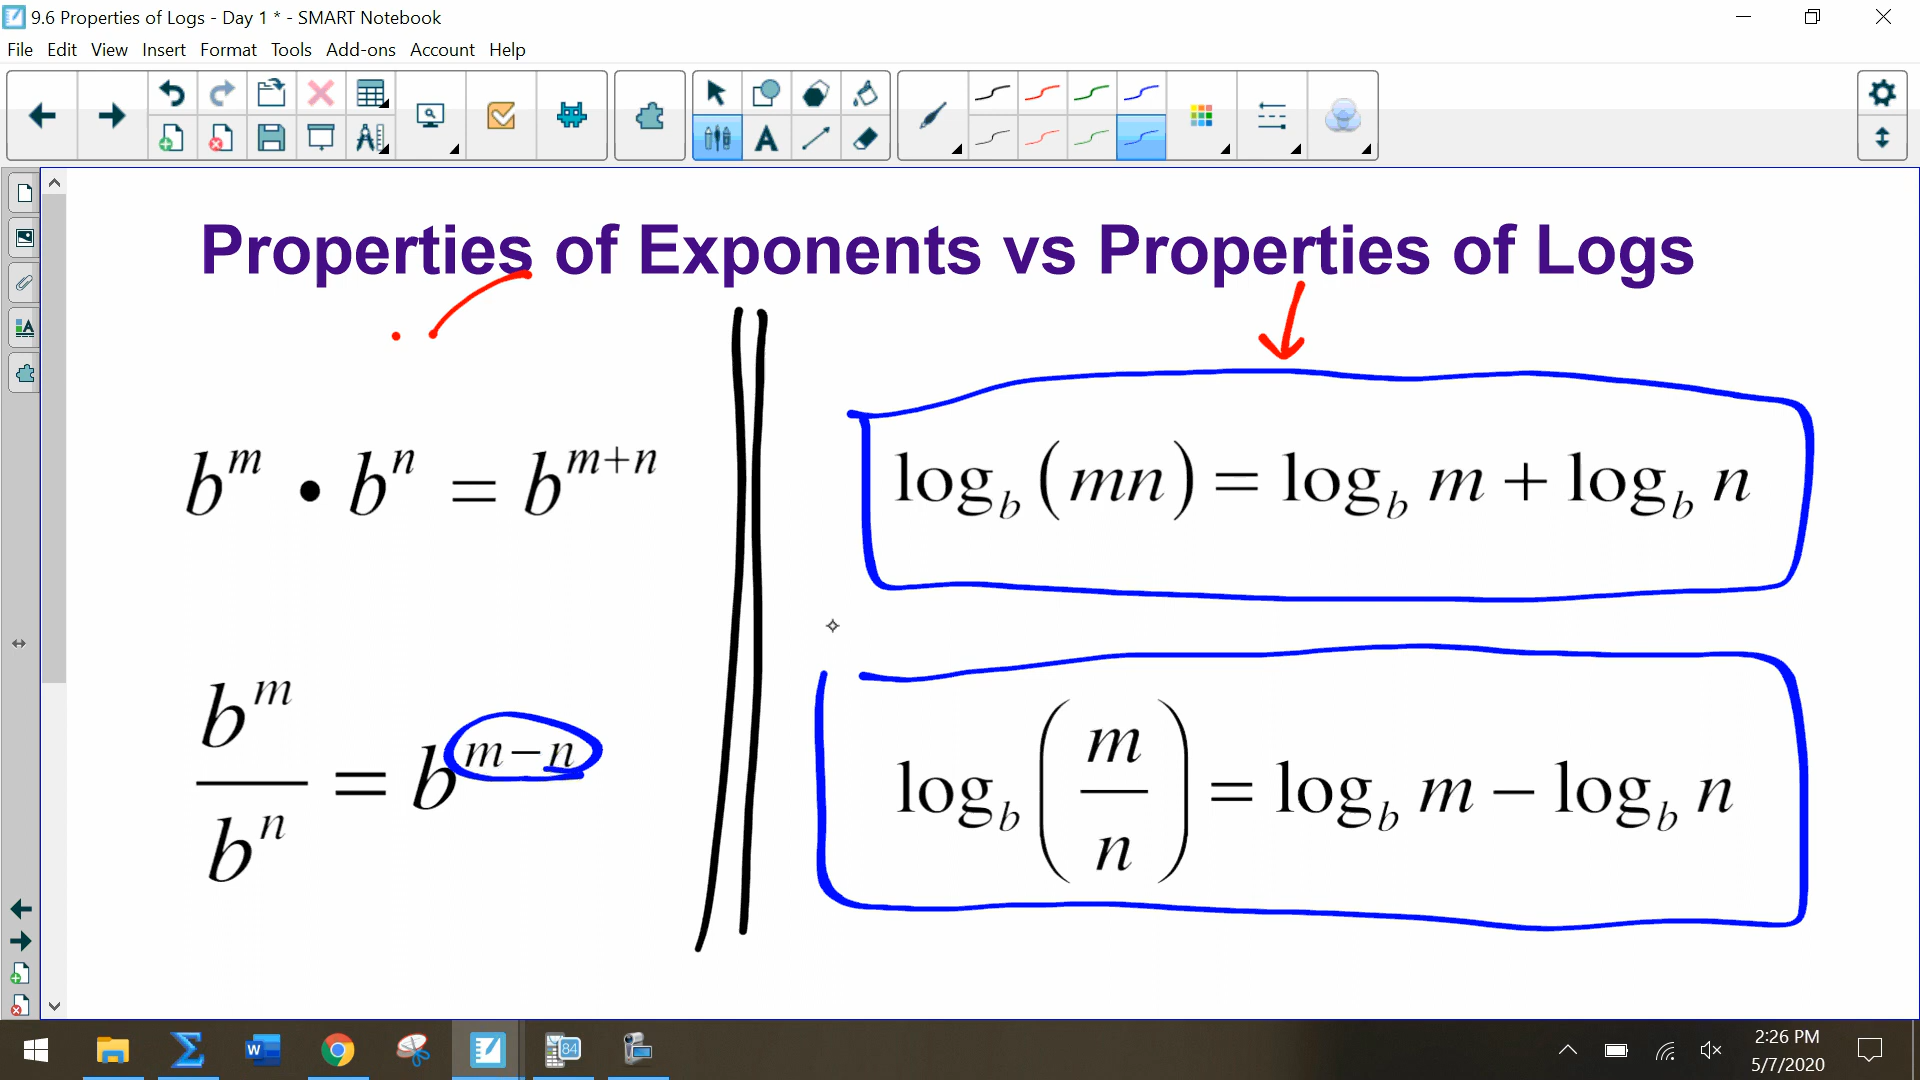 9.6 Properties of Logs - Day 1 * - SMART Notebook
File Edit View Insert Format Tools Add-ons Account Help
Properties of Exponents vs Properties of Logs
b^m • b^n = b^{m+n}
log_b (mn) = log_b m + log_b n
b^m / b^n = b^{m−n}
log_b (m/n) = log_b m − log_b n
2:26 PM
5/7/2020